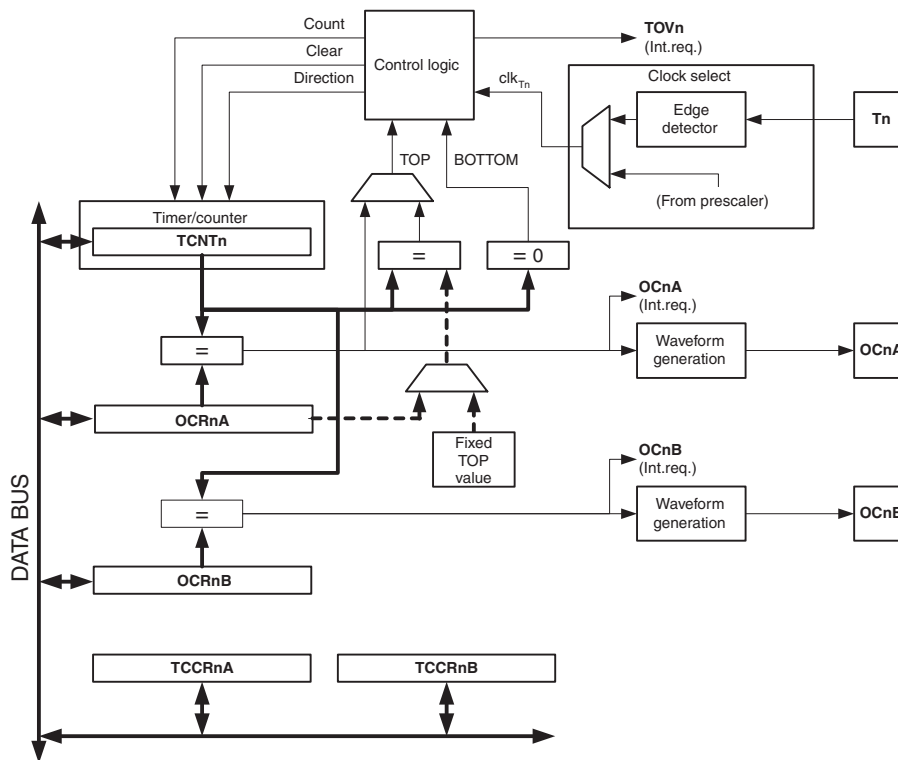 Count
Clear
Direction
Control logic
TOVn
(Int.req.)
clkTn
Clock select
Edge
detector
Tn
(From prescaler)
TOP
BOTTOM
Timer/counter
TCNTn
=
= 0
OCnA
(Int.req.)
=
Waveform
generation
OCnA
OCRnA
Fixed
TOP
value
OCnB
(Int.req.)
=
Waveform
generation
OCnB
OCRnB
DATA BUS
TCCRnA
TCCRnB